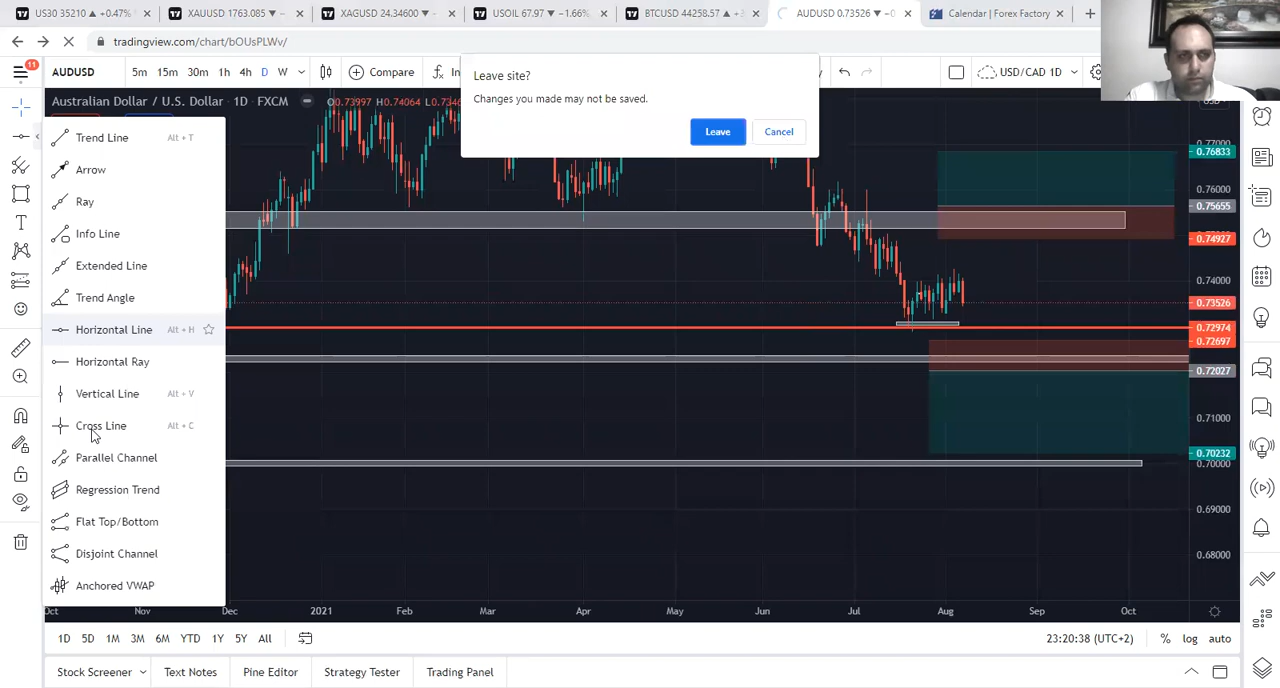 US30 35210 ▲ +0.47%
XAUUSD 1763.085 ▼ −
XAGUSD 24.34600 ▼ −
USOIL 67.97 ▼ −1.66%
BTCUSD 44258.57 ▲ +
AUDUSD 0.73526 ▼ −0
Calendar | Forex Factory
tradingview.com/chart/bOUsPLWv/
11
AUDUSD 5m 15m 30m 1h 4h D W Compare In USD/CAD 1D
Leave site?
Changes you made may not be saved.
Leave Cancel
Australian Dollar / U.S. Dollar · 1D · FXCM O0.73997 H0.74064 L0.734
Trend Line Alt + T
Arrow
Ray
Info Line
Extended Line
Trend Angle
Horizontal Line Alt + H
Horizontal Ray
Vertical Line Alt + V
Cross Line Alt + C
Parallel Channel
Regression Trend
Flat Top/Bottom
Disjoint Channel
Anchored VWAP
0.76833
0.76000
0.75655
0.74927
0.74000
0.73526
0.72974
0.72697
0.72027
0.71000
0.70232
0.70000
0.69000
0.68000
Oct Nov Dec 2021 Feb Mar Apr May Jun Jul Aug Sep Oct
1D 5D 1M 3M 6M YTD 1Y 5Y All 23:20:38 (UTC+2) % log auto
Stock Screener Text Notes Pine Editor Strategy Tester Trading Panel